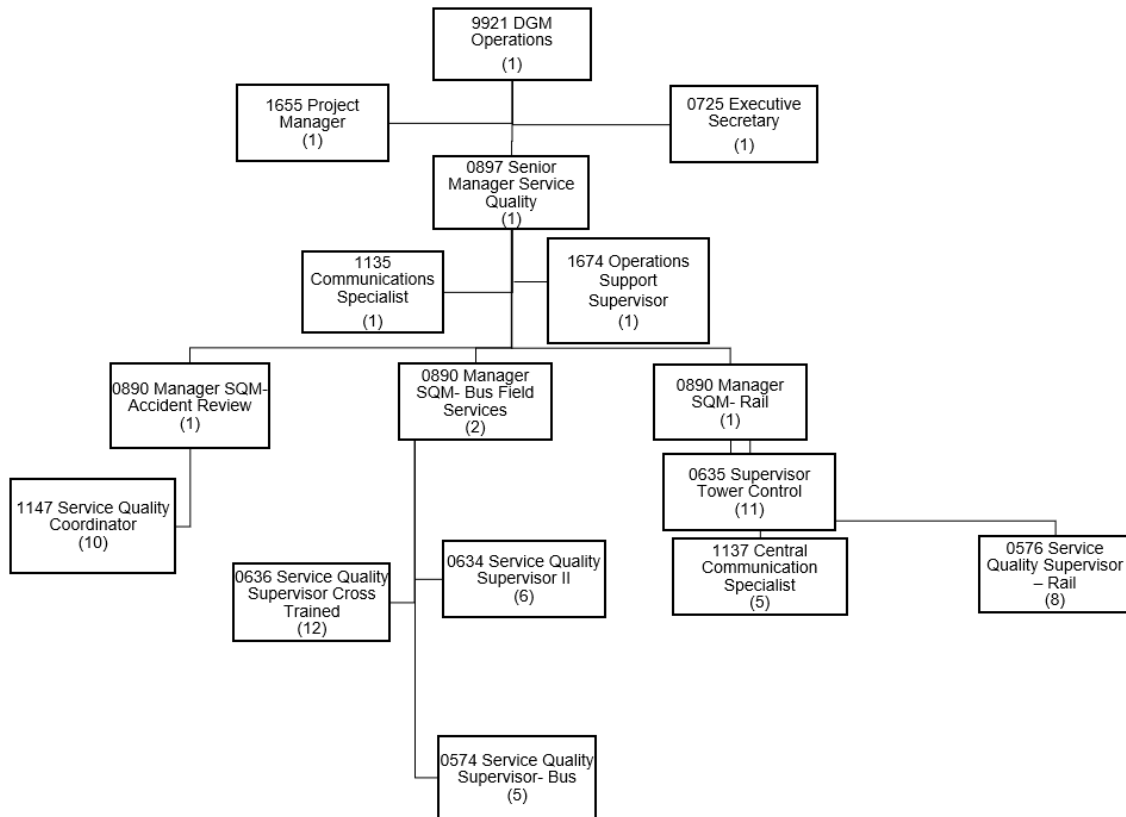 9921 DGM
Operations
(1)
1655 Project
Manager
(1)
0725 Executive
Secretary
(1)
0897 Senior
Manager Service
Quality
(1)
1135
Communications
Specialist
(1)
1674 Operations
Support
Supervisor
(1)
0890 Manager SQM-
Accident Review
(1)
0890 Manager
SQM- Bus Field
Services
(2)
0890 Manager
SQM- Rail
(1)
1147 Service Quality
Coordinator
(10)
0635 Supervisor
Tower Control
(11)
0636 Service Quality
Supervisor Cross
Trained
(12)
0634 Service Quality
Supervisor II
(6)
1137 Central
Communication
Specialist
(5)
0576 Service
Quality Supervisor
– Rail
(8)
0574 Service Quality
Supervisor- Bus
(5)